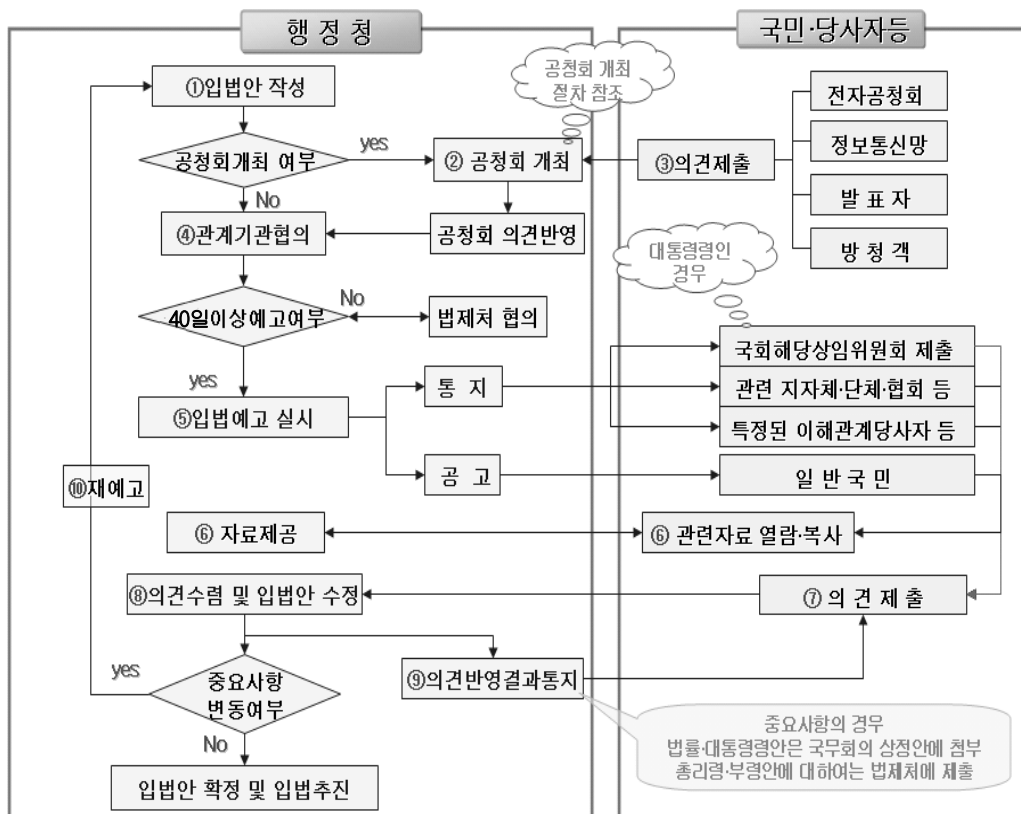 행 정 청
국민·당사자등
공청회 개최
절차 참조
①입법안 작성
전자공청회
공청회개최 여부
yes
② 공청회 개최
③의견제출
정보통신망
발 표 자
방 청 객
No
④관계기관협의
공청회 의견반영
대통령령인
경우
40일이상예고여부
No
법제처 협의
국회해당상임위원회 제출
yes
통 지
관련 지자체·단체·협회 등
⑤입법예고 실시
특정된 이해관계당사자 등
⑩재예고
공 고
일 반 국 민
⑥ 자료제공
⑥ 관련자료 열람·복사
⑧의견수렴 및 입법안 수정
⑦ 의 견 제 출
yes
중요사항
변동여부
⑨의견반영결과통지
No
중요사항의 경우
법률·대통령령안은 국무회의 상정안에 첨부
총리령·부령안에 대하여는 법제처에 제출
입법안 확정 및 입법추진